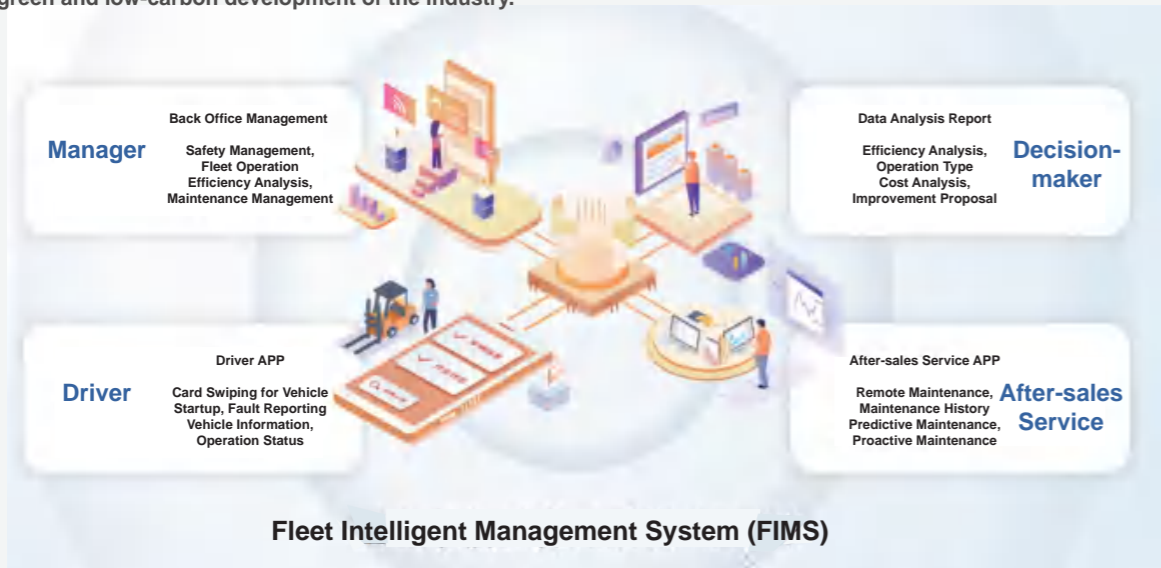 green and low-carbon development of the industry.
Manager
Back Office Management
Safety Management,
Fleet Operation
Efficiency Analysis,
Maintenance Management
Data Analysis Report
Efficiency Analysis,
Operation Type
Cost Analysis,
Improvement Proposal
Decision-
maker
Driver
Driver APP
Card Swiping for Vehicle
Startup, Fault Reporting
Vehicle Information,
Operation Status
After-sales Service APP
Remote Maintenance,
Maintenance History
Predictive Maintenance,
Proactive Maintenance
After-sales
Service
Fleet Intelligent Management System (FIMS)